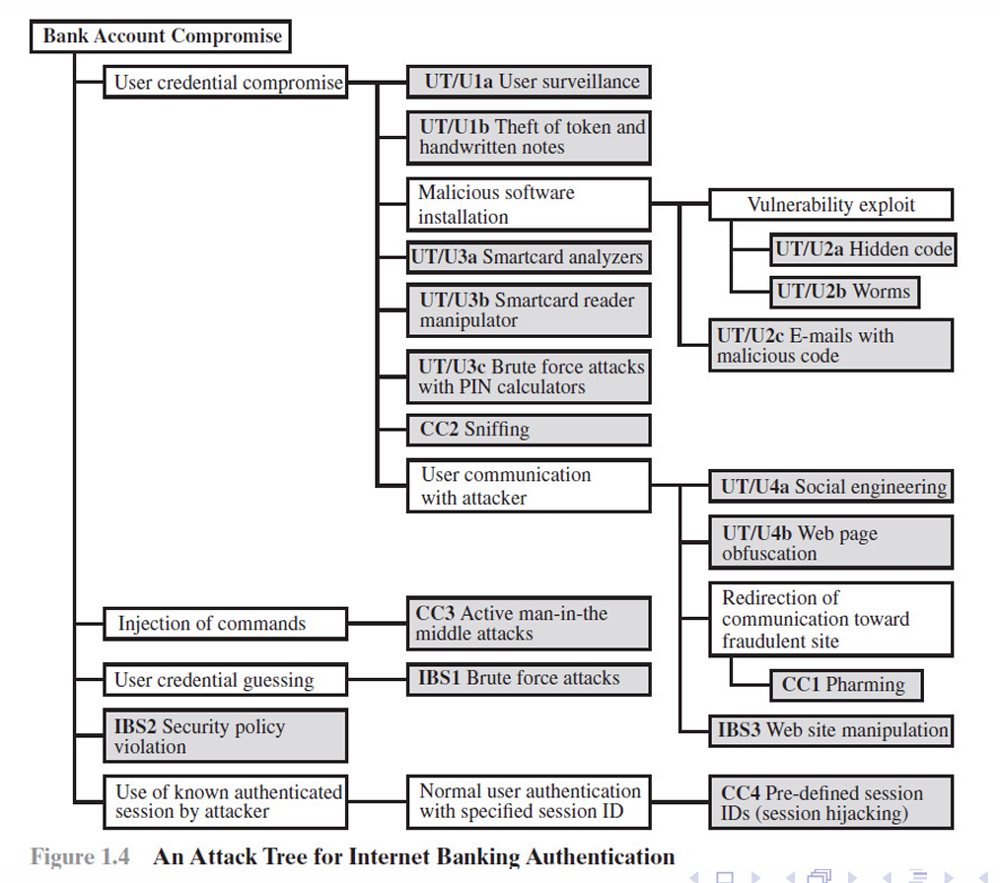 Bank Account Compromise
User credential compromise
UT/U1a User surveillance
UT/U1b Theft of token and
handwritten notes
Malicious software
installation
Vulnerability exploit
UT/U2a Hidden code
UT/U2b Worms
UT/U2c E-mails with
malicious code
UT/U3a Smartcard analyzers
UT/U3b Smartcard reader
manipulator
UT/U3c Brute force attacks
with PIN calculators
CC2 Sniffing
User communication
with attacker
UT/U4a Social engineering
UT/U4b Web page
obfuscation
Redirection of
communication toward
fraudulent site
CC1 Pharming
IBS3 Web site manipulation
Injection of commands
CC3 Active man-in-the
middle attacks
User credential guessing
IBS1 Brute force attacks
IBS2 Security policy
violation
Use of known authenticated
session by attacker
Normal user authentication
with specified session ID
CC4 Pre-defined session
IDs (session hijacking)
Figure 1.4 An Attack Tree for Internet Banking Authentication